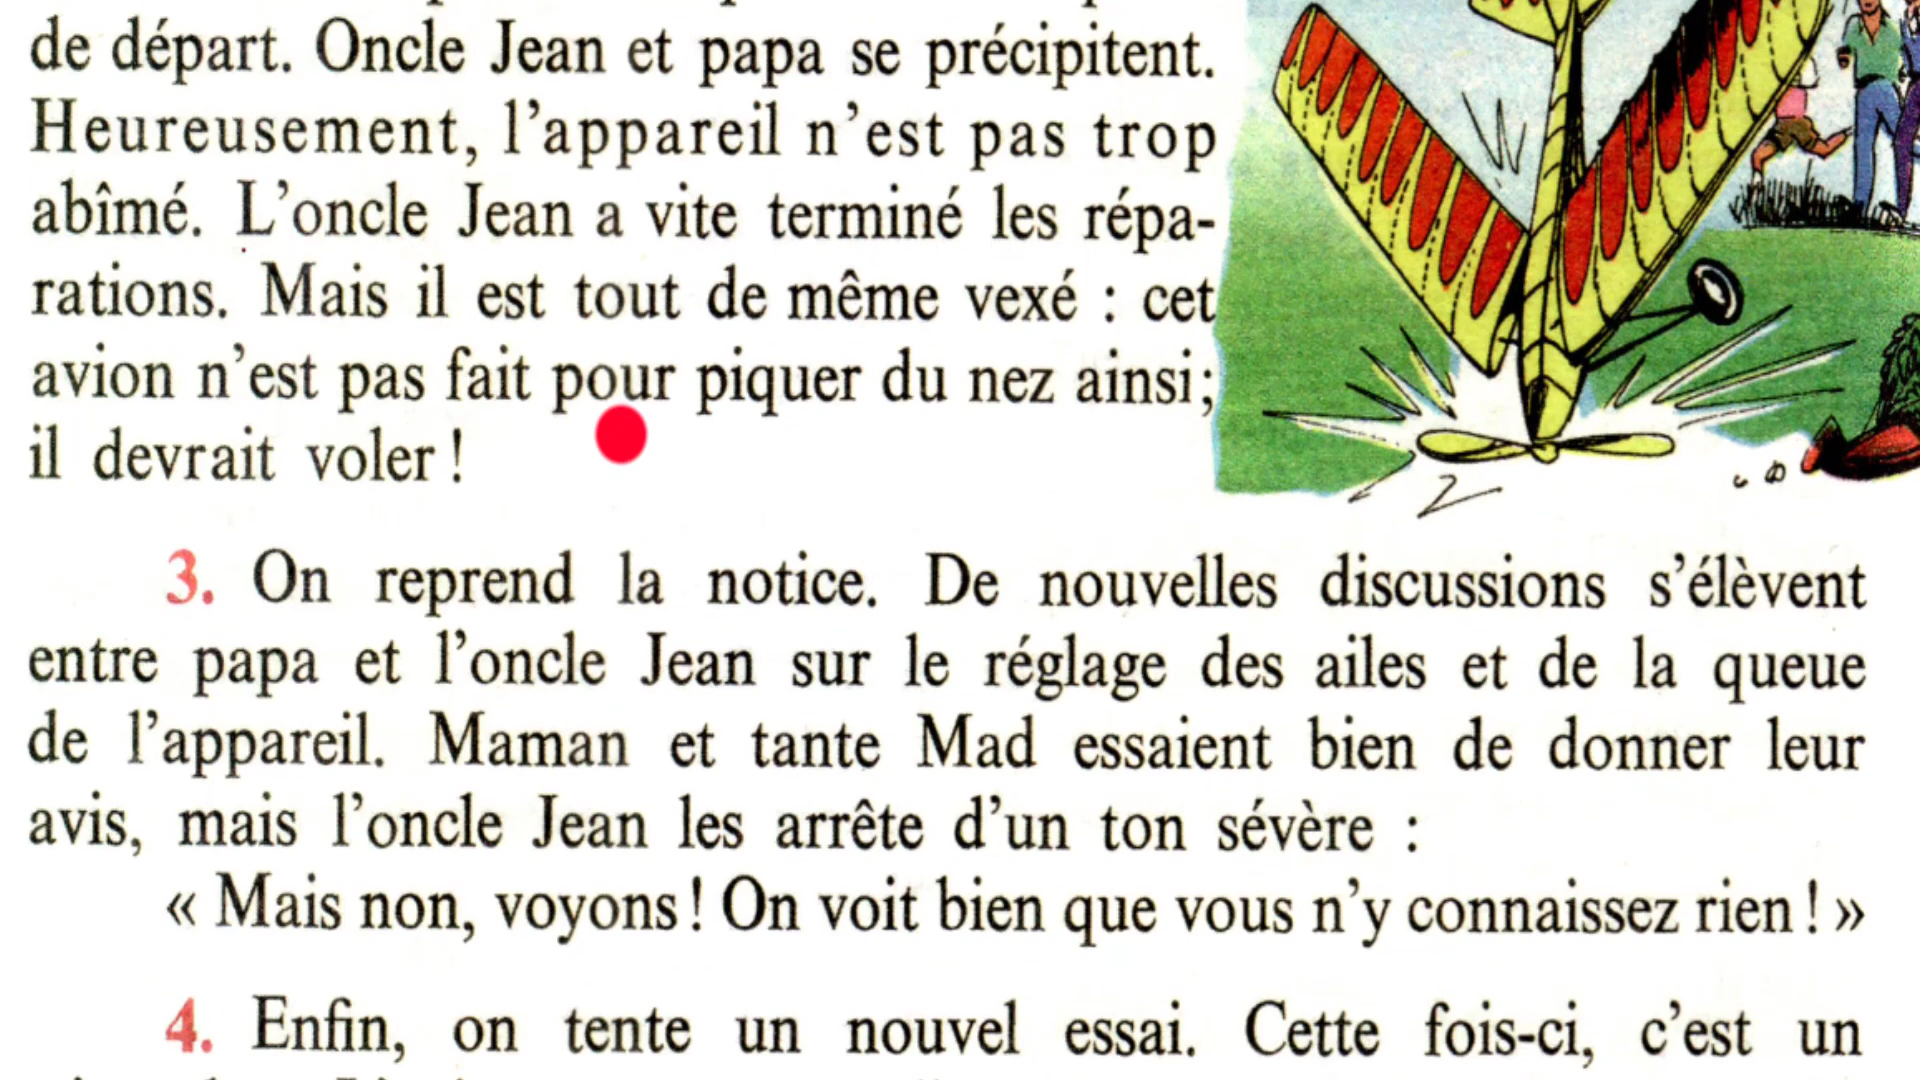 de départ. Oncle Jean et papa se précipitent.
Heureusement, l'appareil n'est pas trop
abîmé. L'oncle Jean a vite terminé les répa-
rations. Mais il est tout de même vexé : cet
avion n'est pas fait pour piquer du nez ainsi;
il devrait voler !
3. On reprend la notice. De nouvelles discussions s'élèvent
entre papa et l'oncle Jean sur le réglage des ailes et de la queue
de l'appareil. Maman et tante Mad essaient bien de donner leur
avis, mais l'oncle Jean les arrête d'un ton sévère :
« Mais non, voyons ! On voit bien que vous n'y connaissez rien ! »
4. Enfin, on tente un nouvel essai. Cette fois-ci, c'est un